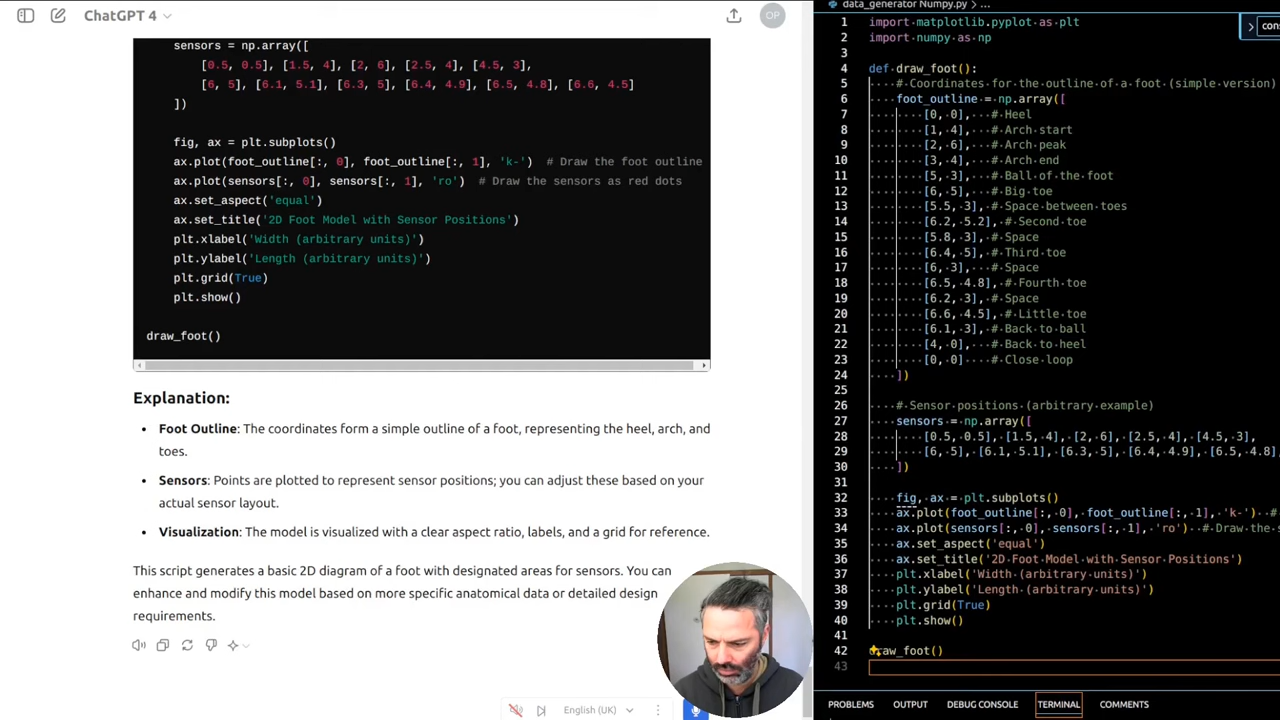 ChatGPT 4
OP
sensors = np.array([
[0.5, 0.5], [1.5, 4], [2, 6], [2.5, 4], [4.5, 3],
[6, 5], [6.1, 5.1], [6.3, 5], [6.4, 4.9], [6.5, 4.8], [6.6, 4.5]
])
fig, ax = plt.subplots()
ax.plot(foot_outline[:, 0], foot_outline[:, 1], 'k-')  # Draw the foot outline
ax.plot(sensors[:, 0], sensors[:, 1], 'ro')  # Draw the sensors as red dots
ax.set_aspect('equal')
ax.set_title('2D Foot Model with Sensor Positions')
plt.xlabel('Width (arbitrary units)')
plt.ylabel('Length (arbitrary units)')
plt.grid(True)
plt.show()
draw_foot()
Explanation:
• Foot Outline: The coordinates form a simple outline of a foot, representing the heel, arch, and
toes.
• Sensors: Points are plotted to represent sensor positions; you can adjust these based on your
actual sensor layout.
• Visualization: The model is visualized with a clear aspect ratio, labels, and a grid for reference.
This script generates a basic 2D diagram of a foot with designated areas for sensors. You can
enhance and modify this model based on more specific anatomical data or detailed design
requirements.
English (UK)
data_generator Numpy.py > ...
con
1 import matplotlib.pyplot as plt
2 import numpy as np
3
4 def draw_foot():
5 # Coordinates for the outline of a foot (simple version)
6 foot_outline = np.array([
7 [0, 0], # Heel
8 [1, 4], # Arch start
9 [2, 6], # Arch peak
10 [3, 4], # Arch end
11 [5, 3], # Ball of the foot
12 [6, 5], # Big toe
13 [5.5, 3], # Space between toes
14 [6.2, 5.2], # Second toe
15 [5.8, 3], # Space
16 [6.4, 5], # Third toe
17 [6, 3], # Space
18 [6.5, 4.8], # Fourth toe
19 [6.2, 3], # Space
20 [6.6, 4.5], # Little toe
21 [6.1, 3], # Back to ball
22 [4, 0], # Back to heel
23 [0, 0] # Close loop
24 ])
25
26 # Sensor positions (arbitrary example)
27 sensors = np.array([
28 [0.5, 0.5], [1.5, 4], [2, 6], [2.5, 4], [4.5, 3],
29 [6, 5], [6.1, 5.1], [6.3, 5], [6.4, 4.9], [6.5, 4.8],
30 ])
31
32 fig, ax = plt.subplots()
33 ax.plot(foot_outline[:, 0], foot_outline[:, 1], 'k-') #
34 ax.plot(sensors[:, 0], sensors[:, 1], 'ro') # Draw the s
35 ax.set_aspect('equal')
36 ax.set_title('2D Foot Model with Sensor Positions')
37 plt.xlabel('Width (arbitrary units)')
38 plt.ylabel('Length (arbitrary units)')
39 plt.grid(True)
40 plt.show()
41
42 draw_foot()
43
PROBLEMS OUTPUT DEBUG CONSOLE TERMINAL COMMENTS